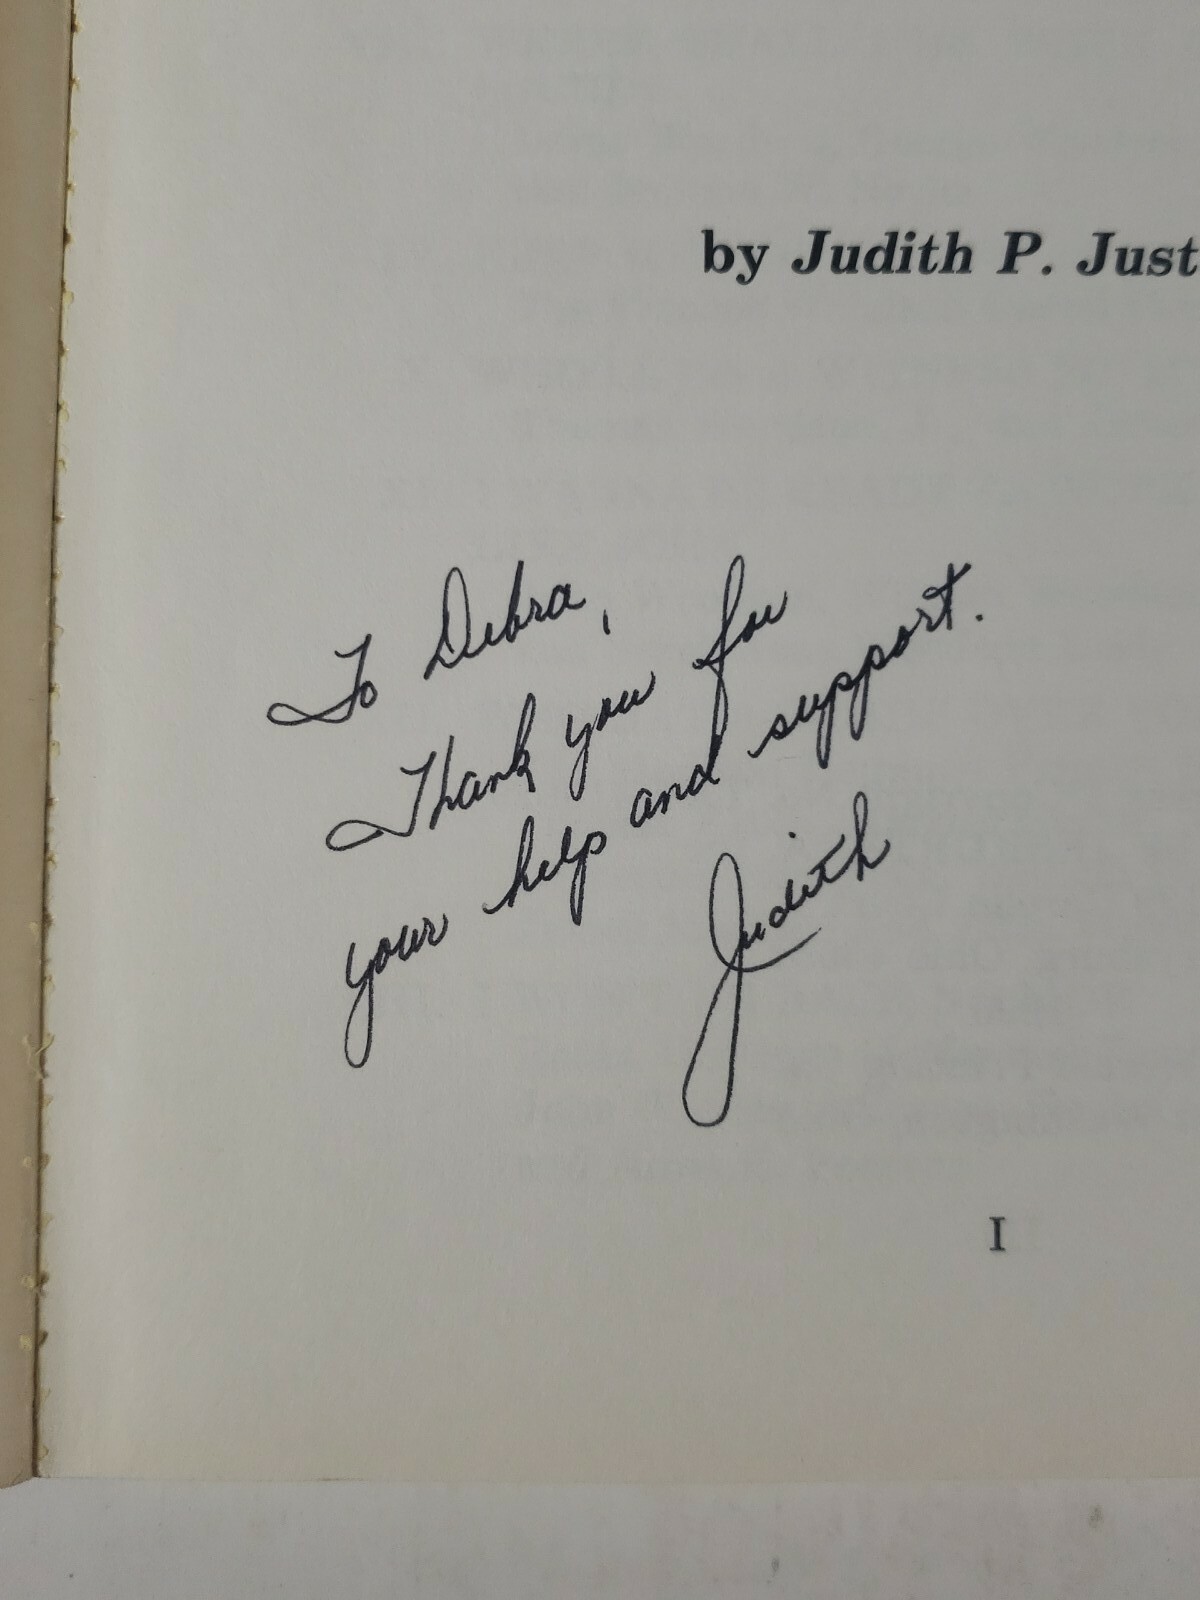 by Judith P. Just
To Debra,
Thank you for
your help and support.
Judith
I